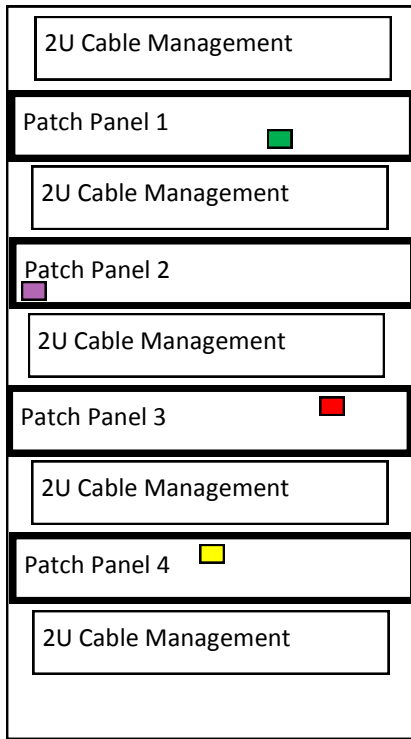 2U Cable Management
Patch Panel 1
2U Cable Management
Patch Panel 2
2U Cable Management
Patch Panel 3
2U Cable Management
Patch Panel 4
2U Cable Management